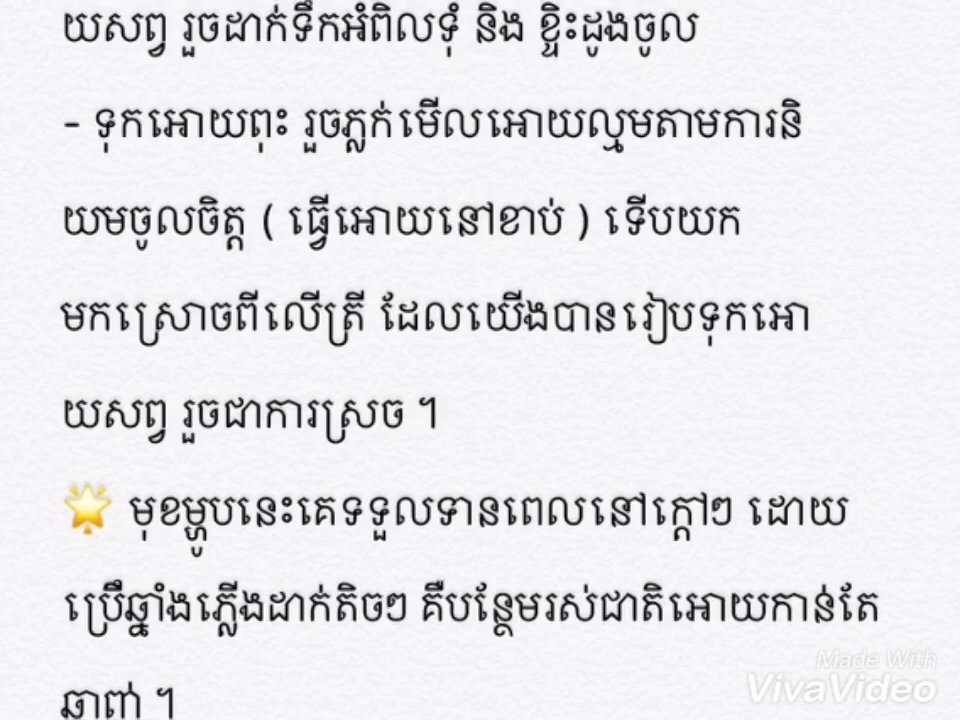 យសព្វ រួចដាក់ទឹកអំពិលទុំ និង ខ្ទិះដូងចូល
- ទុកអោយពុះ រួចភ្លក់មើលអោយល្មមតាមការនិ
យមចូលចិត្ត ( ធ្វើអោយនៅខាប់ ) ទើបយក
មកស្រោចពីលើត្រី ដែលយើងបានរៀបទុកអោ
យសព្វ រួចជាការស្រច ។
🌟 មុខម្ហូបនេះគេទទួលទានពេលនៅក្ដៅៗ ដោយ
ប្រើឆ្នាំងភ្លើងដាក់តិចៗ គឺបន្ថែមរស់ជាតិអោយកាន់តែ
ឆាញ់ ។
Made With
VivaVideo